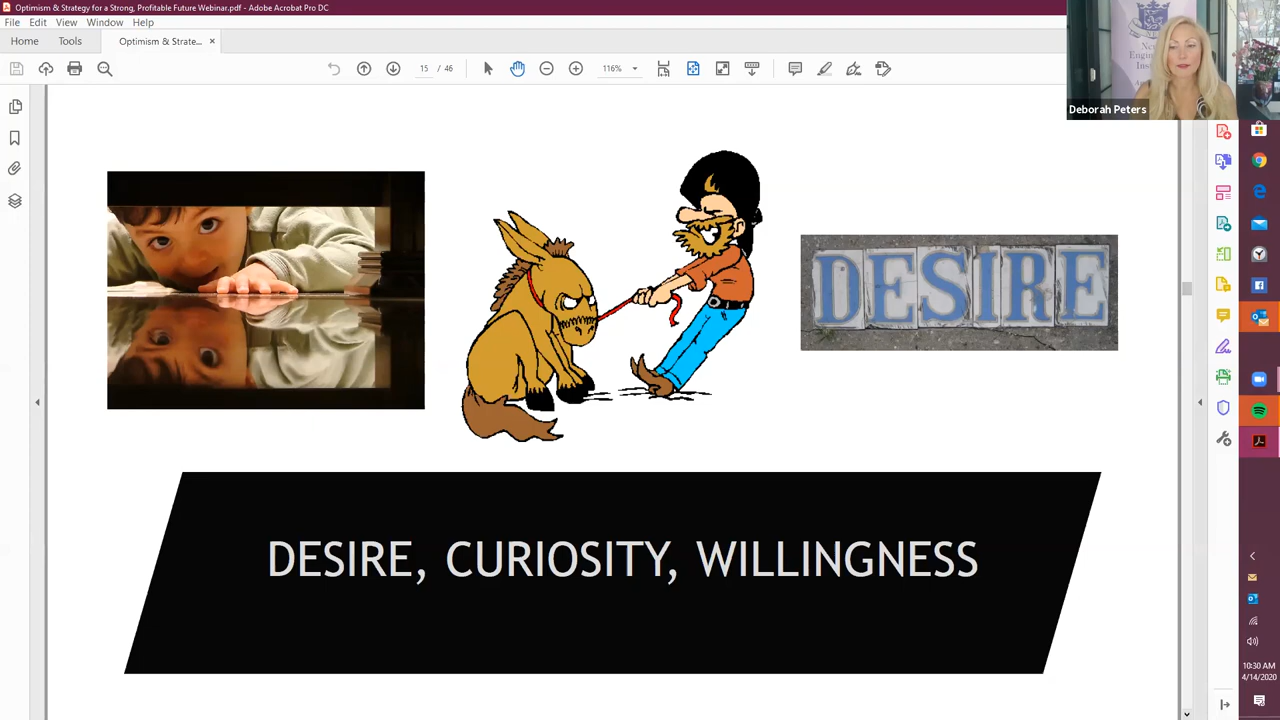 Optimism & Strategy for a Strong, Profitable Future Webinar.pdf - Adobe Acrobat Pro DC
File Edit View Window Help
Home Tools Optimism & Strate... ×
15 / 46 116%
Deborah Peters
DESIRE
DESIRE, CURIOSITY, WILLINGNESS
10:30 AM
4/14/2020